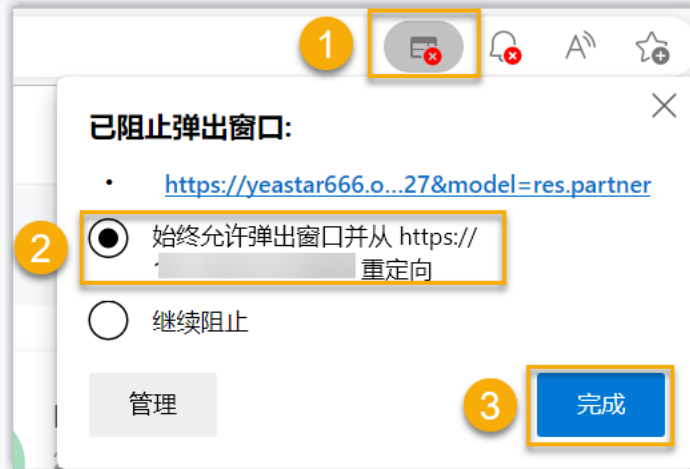 1
A
已阻止弹出窗口:
• https://yeastar666.o...27&model=res.partner
2
始终允许弹出窗口并从 https://
重定向
继续阻止
管理
3
完成